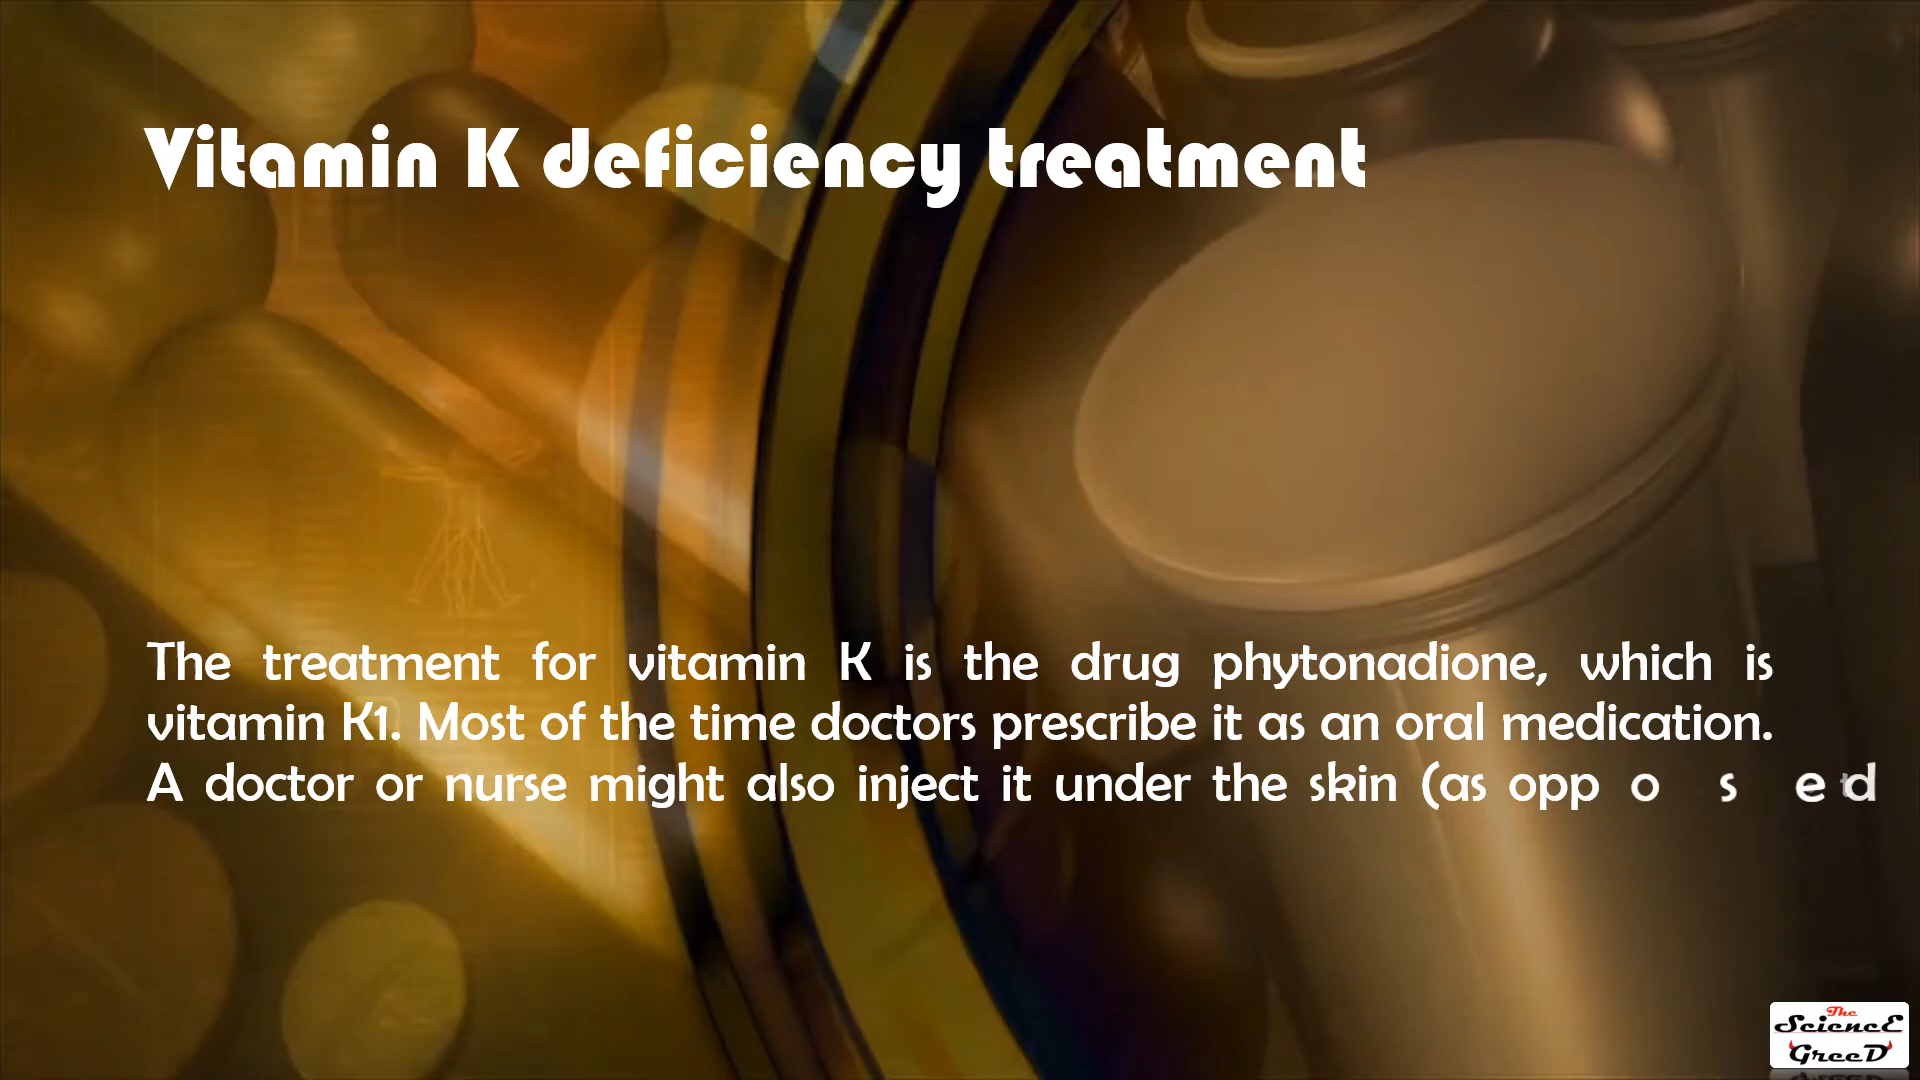 Vitamin K deficiency treatment
The treatment for vitamin K is the drug phytonadione, which is
vitamin K1. Most of the time doctors prescribe it as an oral medication.
A doctor or nurse might also inject it under the skin (as opposed
The
SciencE
GreeD